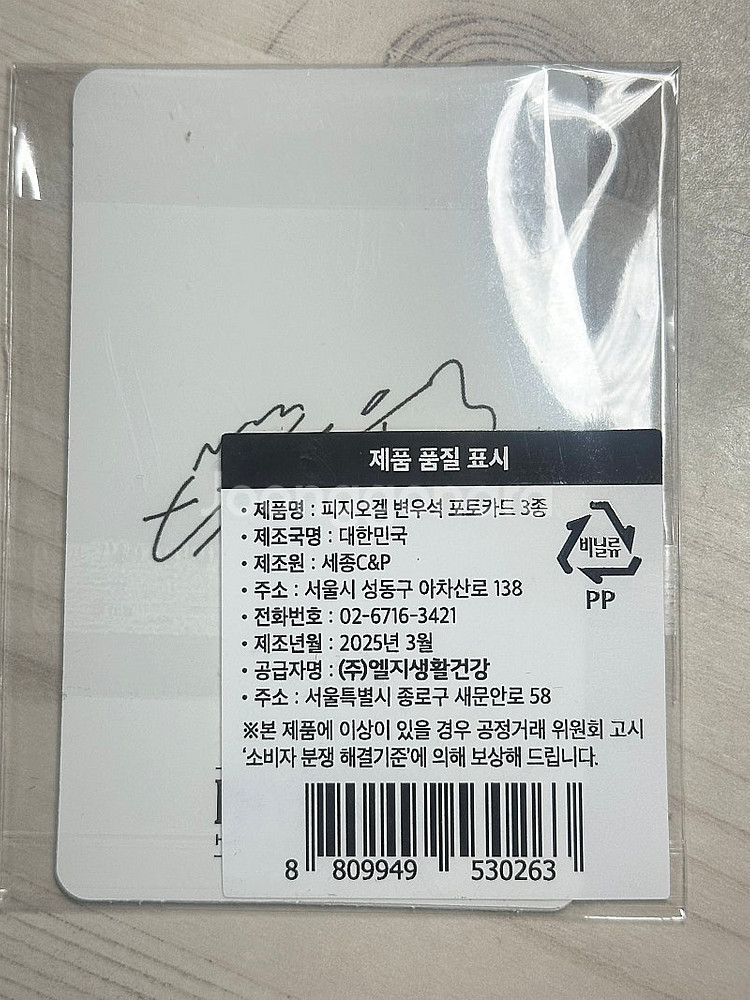 제품 품질 표시
• 제품명 : 피지오겔 변우석 포토카드 3종
• 제조국명 : 대한민국
• 제조원 : 세종C&P
• 주소 : 서울시 성동구 아차산로 138
• 전화번호 : 02-6716-3421
• 제조년월 : 2025년 3월
• 공급자명 : (주)엘지생활건강
• 주소 : 서울특별시 종로구 새문안로 58
※본 제품에 이상이 있을 경우 공정거래 위원회 고시
‘소비자 분쟁 해결기준’에 의해 보상해 드립니다.
비닐류
PP
8 809949 530263